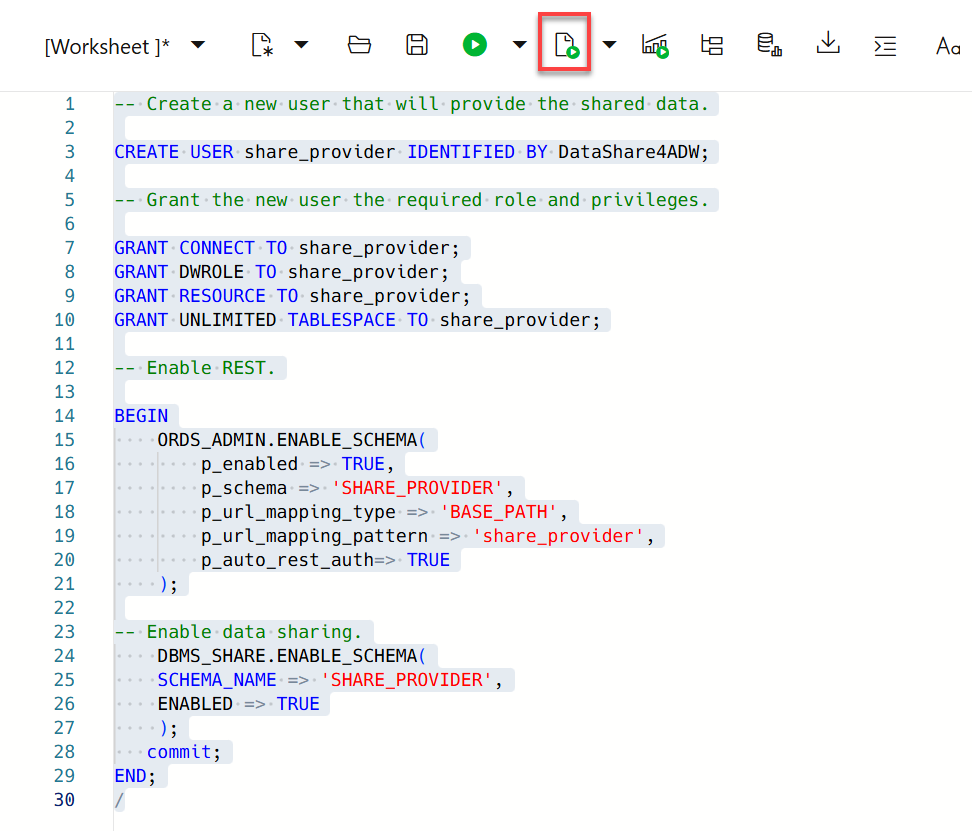 [Worksheet ]*
Aa
1 -- Create a new user that will provide the shared data.
2
3 CREATE USER share_provider IDENTIFIED BY DataShare4ADW;
4
5 -- Grant the new user the required role and privileges.
6
7 GRANT CONNECT TO share_provider;
8 GRANT DWROLE TO share_provider;
9 GRANT RESOURCE TO share_provider;
10 GRANT UNLIMITED TABLESPACE TO share_provider;
11
12 -- Enable REST.
13
14 BEGIN
15     ORDS_ADMIN.ENABLE_SCHEMA(
16         p_enabled => TRUE,
17         p_schema => 'SHARE_PROVIDER',
18         p_url_mapping_type => 'BASE_PATH',
19         p_url_mapping_pattern => 'share_provider',
20         p_auto_rest_auth=> TRUE
21     );
22
23 -- Enable data sharing.
24     DBMS_SHARE.ENABLE_SCHEMA(
25     SCHEMA_NAME => 'SHARE_PROVIDER',
26     ENABLED => TRUE
27     );
28    commit;
29 END;
30 /